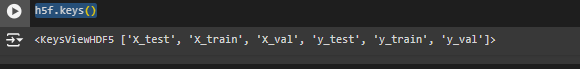 h5f.keys()
<KeysViewHDF5 ['X_test', 'X_train', 'X_val', 'y_test', 'y_train', 'y_val']>